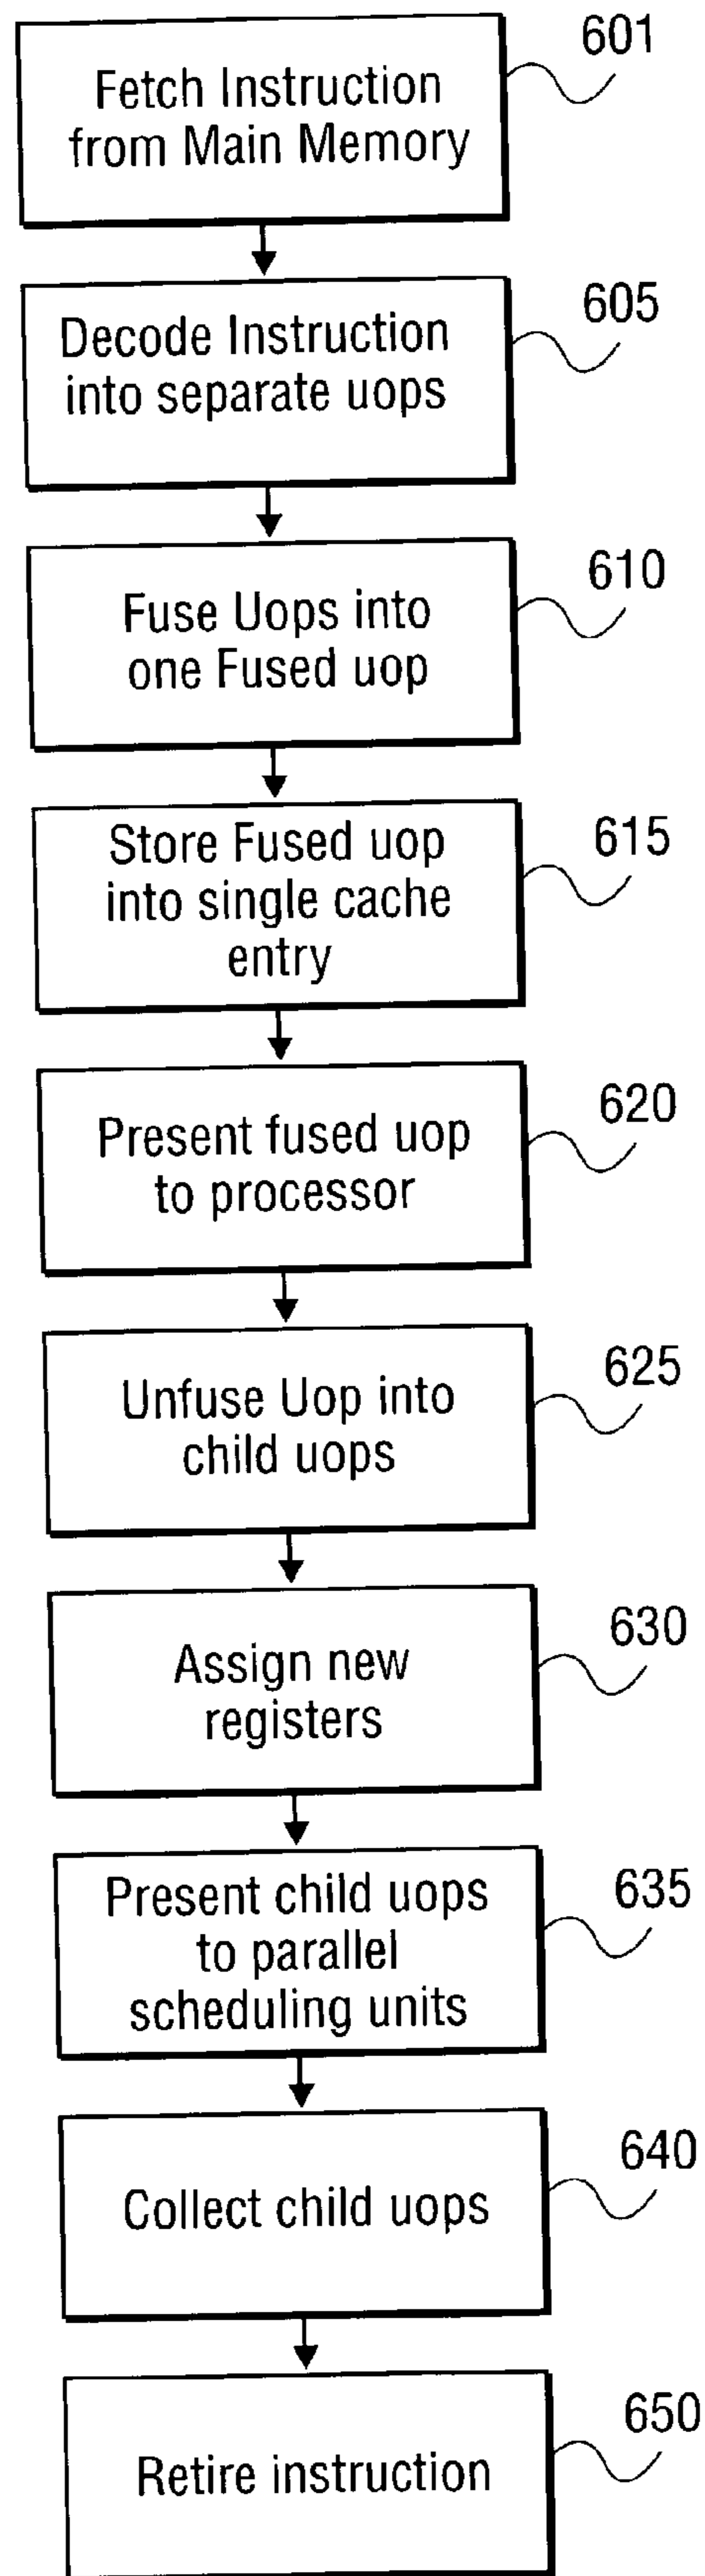 601
Fetch Instruction
from Main Memory
605
Decode Instruction
into separate uops
610
Fuse Uops into
one Fused uop
615
Store Fused uop
into single cache
entry
620
Present fused uop
to processor
625
Unfuse Uop into
child uops
630
Assign new
registers
635
Present child uops
to parallel
scheduling units
640
Collect child uops
650
Retire instruction